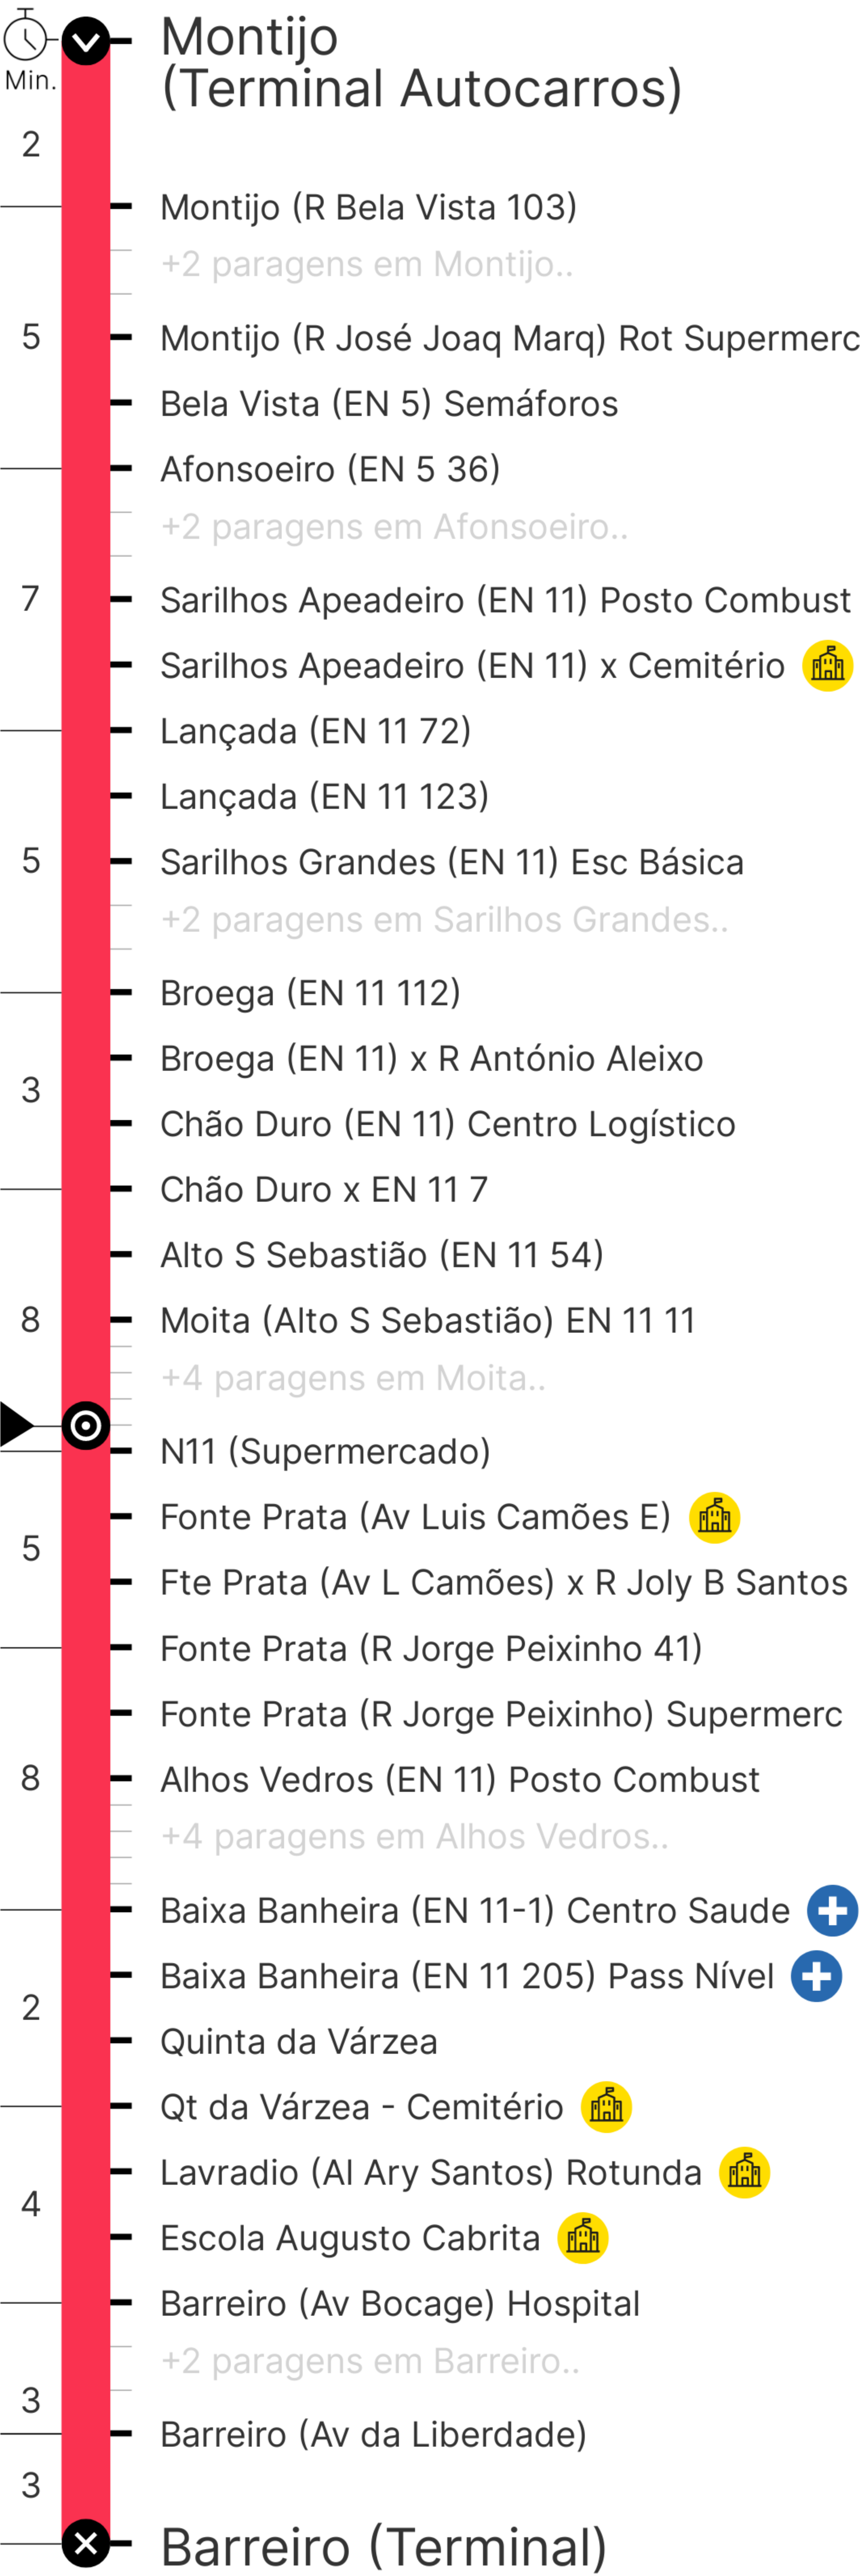 Montijo
(Terminal Autocarros)
Min.
2
Montijo (R Bela Vista 103)
+2 paragens em Montijo..
5
Montijo (R José Joaq Marq) Rot Supermerc
Bela Vista (EN 5) Semáforos
Afonsoeiro (EN 5 36)
+2 paragens em Afonsoeiro..
7
Sarilhos Apeadeiro (EN 11) Posto Combust
Sarilhos Apeadeiro (EN 11) x Cemitério
Lançada (EN 11 72)
Lançada (EN 11 123)
5
Sarilhos Grandes (EN 11) Esc Básica
+2 paragens em Sarilhos Grandes..
Broega (EN 11 112)
Broega (EN 11) x R António Aleixo
3
Chão Duro (EN 11) Centro Logístico
Chão Duro x EN 11 7
Alto S Sebastião (EN 11 54)
8
Moita (Alto S Sebastião) EN 11 11
+4 paragens em Moita..
N11 (Supermercado)
Fonte Prata (Av Luis Camões E)
5
Fte Prata (Av L Camões) x R Joly B Santos
Fonte Prata (R Jorge Peixinho 41)
Fonte Prata (R Jorge Peixinho) Supermerc
8
Alhos Vedros (EN 11) Posto Combust
+4 paragens em Alhos Vedros..
Baixa Banheira (EN 11-1) Centro Saude
Baixa Banheira (EN 11 205) Pass Nível
2
Quinta da Várzea
Qt da Várzea - Cemitério
Lavradio (Al Ary Santos) Rotunda
4
Escola Augusto Cabrita
Barreiro (Av Bocage) Hospital
+2 paragens em Barreiro..
3
Barreiro (Av da Liberdade)
3
Barreiro (Terminal)